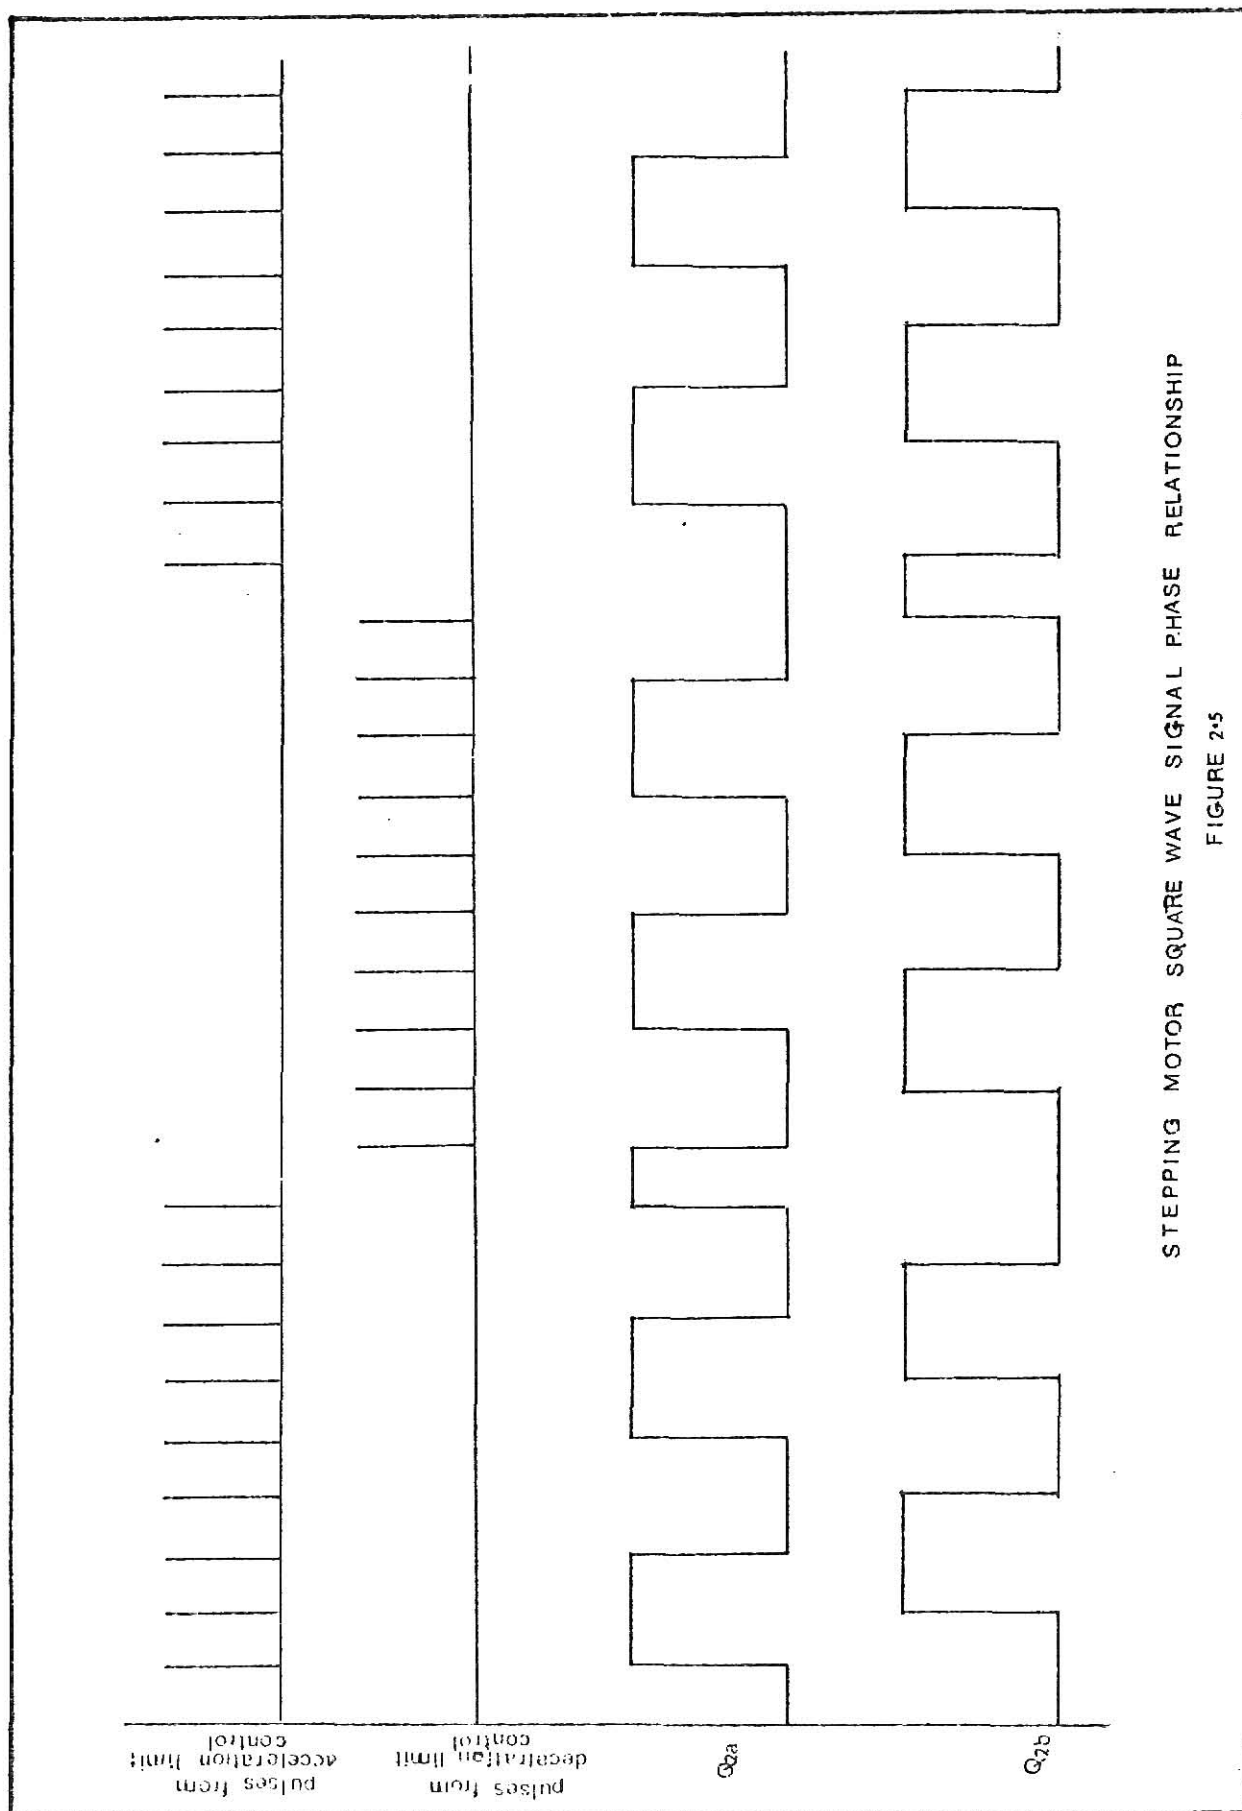 pulses from
acceleration limit
control
pulses from
decatration limit
control
Q2a
Q2b
STEPPING MOTOR SQUARE WAVE SIGNAL PHASE RELATIONSHIP
FIGURE 2·5